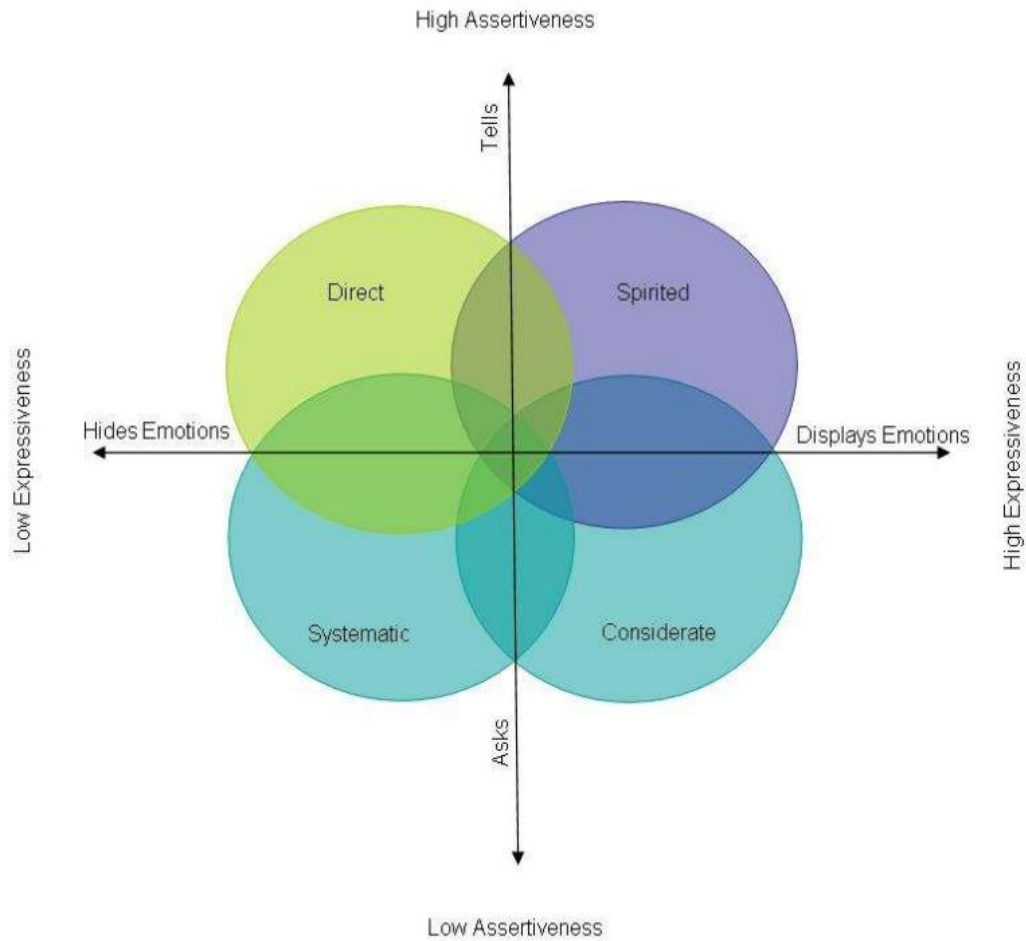 High Assertiveness
Tells
Direct
Spirited
Low Expressiveness
Hides Emotions
Displays Emotions
High Expressiveness
Systematic
Considerate
Asks
Low Assertiveness